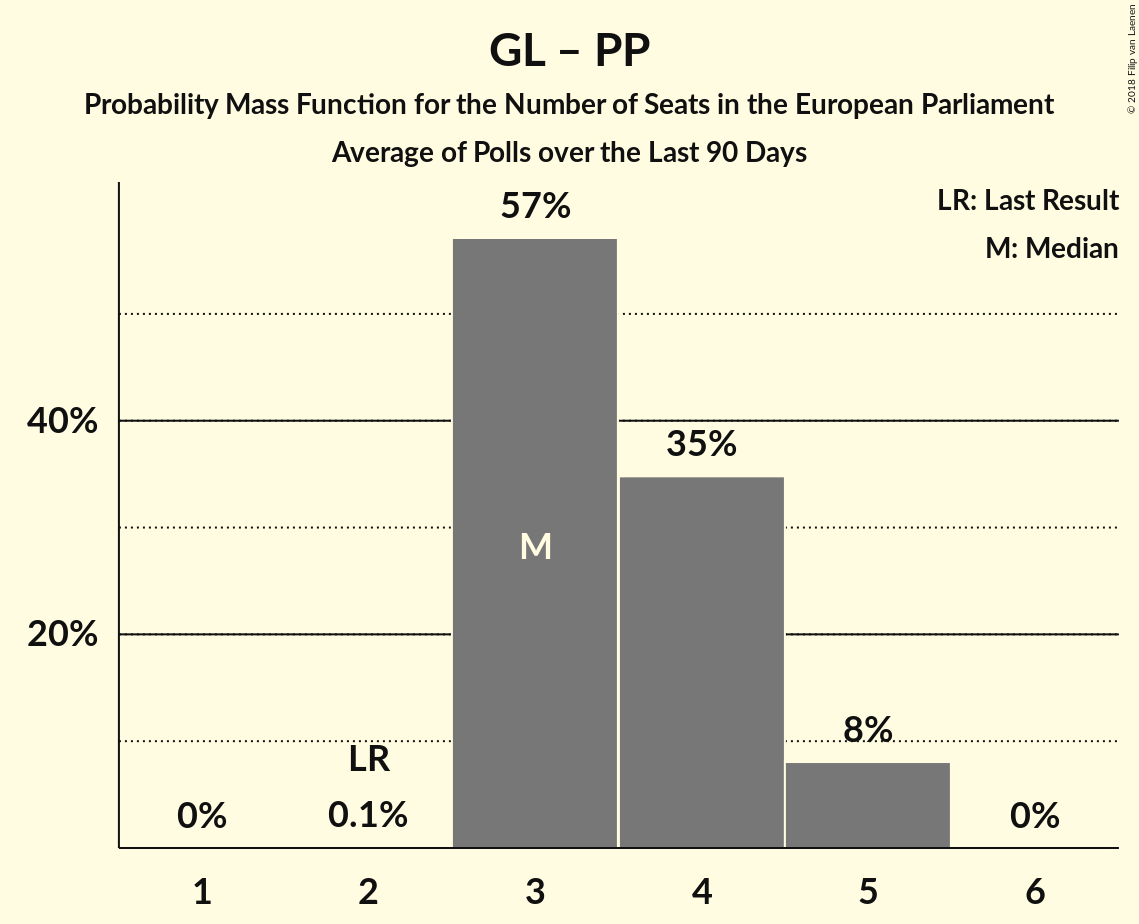 GL – PP
Probability Mass Function for the Number of Seats in the European Parliament
Average of Polls over the Last 90 Days
© 2018 Filip van Laenen
LR: Last Result
M: Median
57%
40%
35%
M
20%
8%
LR
0%
0.1%
0%
1
2
3
4
5
6